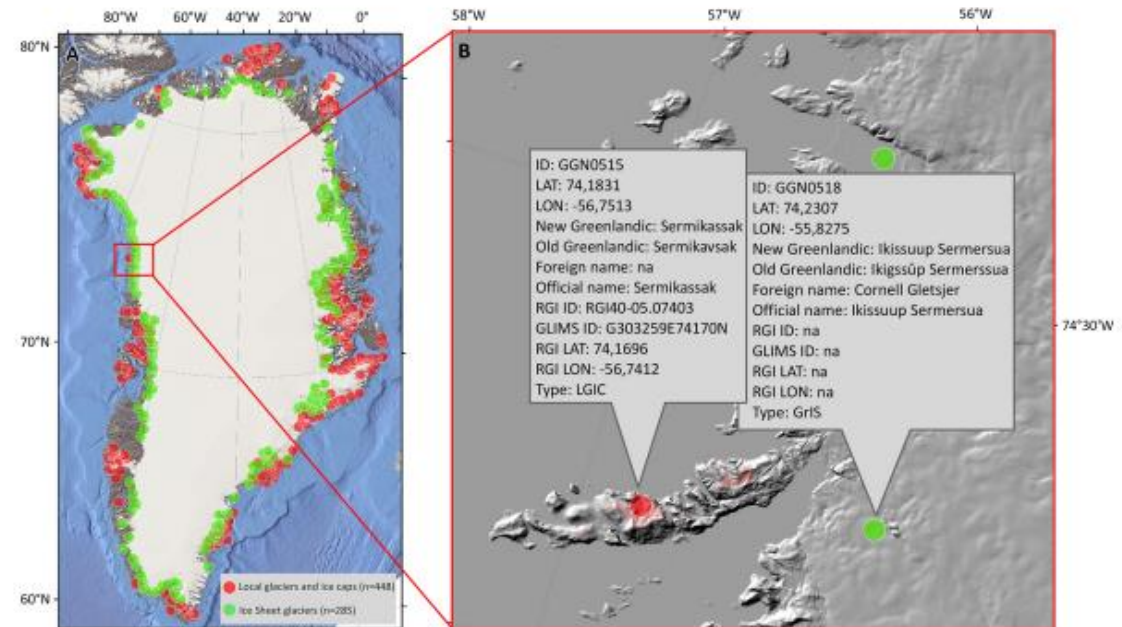 80°W 60°W 40°W 20°W 0°
80°N
70°N
60°N
A
Local glaciers and Ice caps (n=448)
Ice Sheet glaciers (n=285)
58°W 57°W 56°W
B
74°30'W
ID: GGN0515
LAT: 74,1831
LON: -56,7513
New Greenlandic: Sermikassak
Old Greenlandic: Sermikavsak
Foreign name: na
Official name: Sermikassak
RGI ID: RGI40-05.07403
GLIMS ID: G303259E74170N
RGI LAT: 74,1696
RGI LON: -56,7412
Type: LGIC
ID: GGN0518
LAT: 74,2307
LON: -55,8275
New Greenlandic: Ikissuup Sermersua
Old Greenlandic: Ikigssûp Sermerssua
Foreign name: Cornell Gletsjer
Official name: Ikissuup Sermersua
RGI ID: na
GLIMS ID: na
RGI LAT: na
RGI LON: na
Type: GrIS